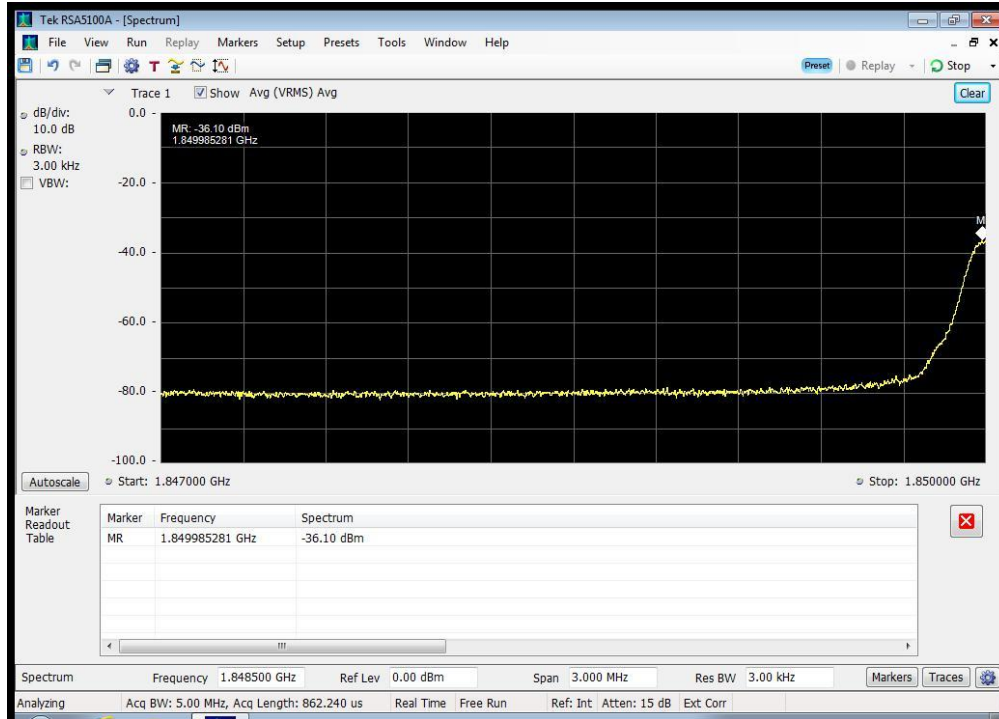 Tek RSA5100A - [Spectrum]
File View Run Replay Markers Setup Presets Tools Window Help
T Preset Replay Stop
Trace 1 Show Avg (VRMS) Avg Clear
dB/div: 0.0
10.0 dB
MR: -36.10 dBm
1.849985281 GHz
RBW:
3.00 kHz
VBW: -20.0
M
-40.0
-60.0
-80.0
-100.0
Autoscale Start: 1.847000 GHz Stop: 1.850000 GHz
Marker
Readout
Table
Marker Frequency Spectrum
MR 1.849985281 GHz -36.10 dBm
Spectrum Frequency 1.848500 GHz Ref Lev 0.00 dBm Span 3.000 MHz Res BW 3.00 kHz Markers Traces
Analyzing Acq BW: 5.00 MHz, Acq Length: 862.240 us Real Time Free Run Ref: Int Atten: 15 dB Ext Corr